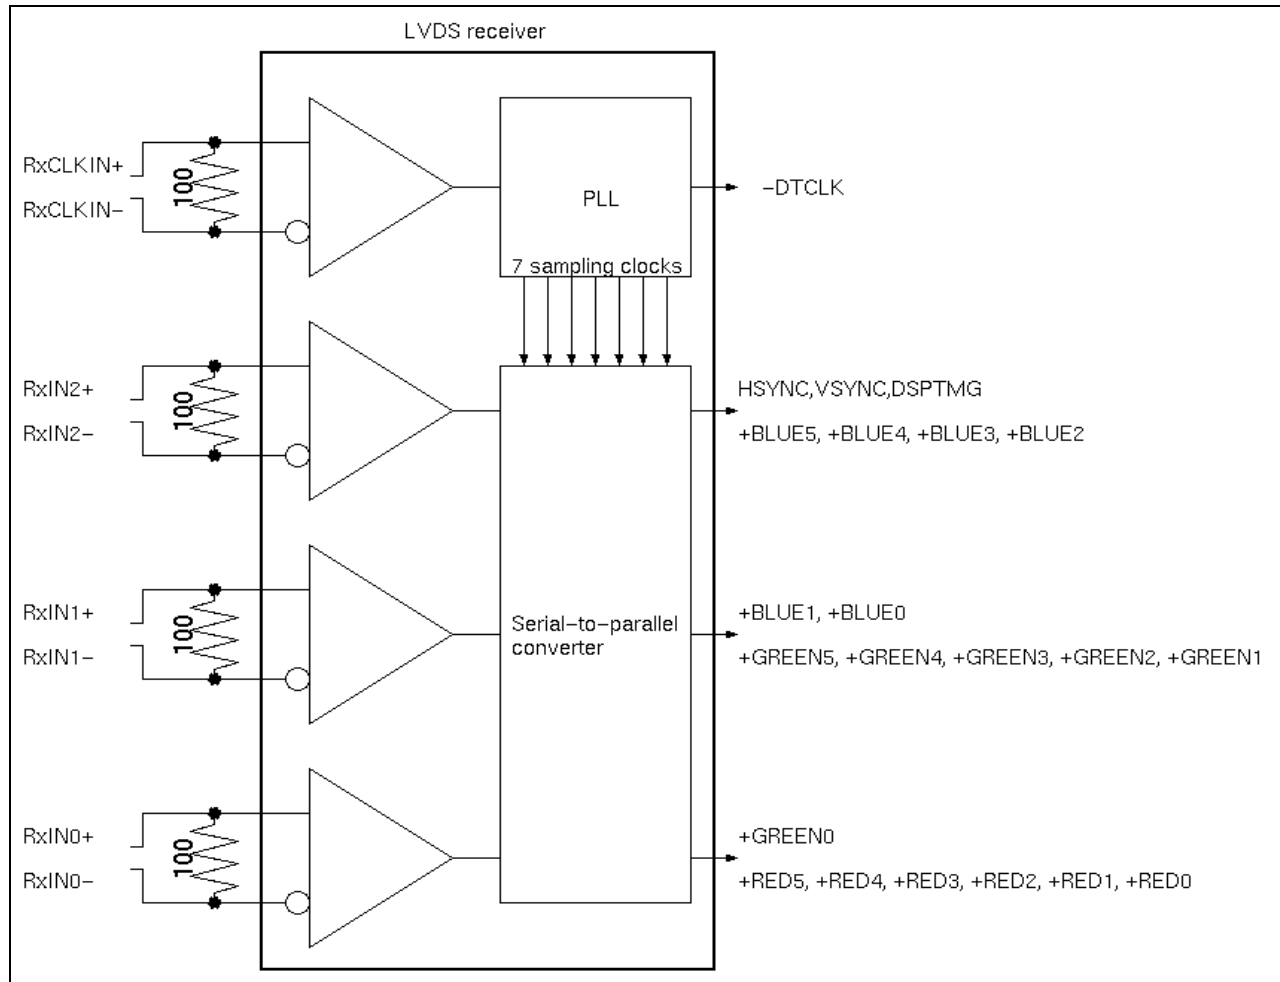 LVDS receiver
RxCLKIN+
RxCLKIN−
100
PLL
−DTCLK
7 sampling clocks
RxIN2+
RxIN2−
100
HSYNC,VSYNC,DSPTMG
+BLUE5, +BLUE4, +BLUE3, +BLUE2
RxIN1+
RxIN1−
100
Serial−to−parallel
converter
+BLUE1, +BLUE0
+GREEN5, +GREEN4, +GREEN3, +GREEN2, +GREEN1
RxIN0+
RxIN0−
100
+GREEN0
+RED5, +RED4, +RED3, +RED2, +RED1, +RED0